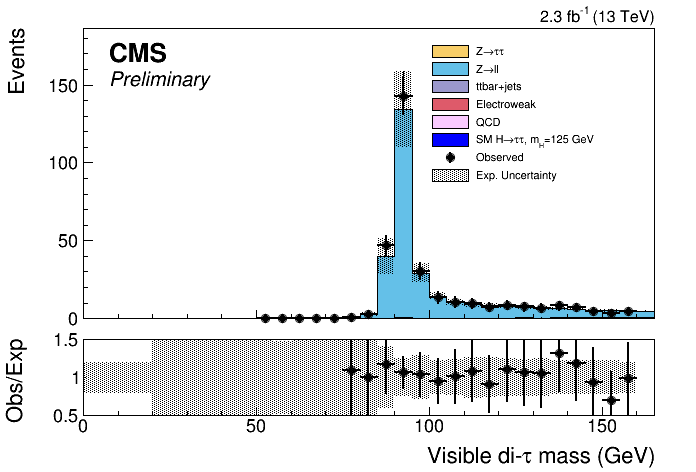 2.3 fb⁻¹ (13 TeV)
CMS
Preliminary
Events
150
100
50
0
Z→ττ
Z→ll
ttbar+jets
Electroweak
QCD
SM H→ττ, m_H=125 GeV
Observed
Exp. Uncertainty
Obs/Exp
1.5
1
0.5
0
50
100
150
Visible di-τ mass (GeV)